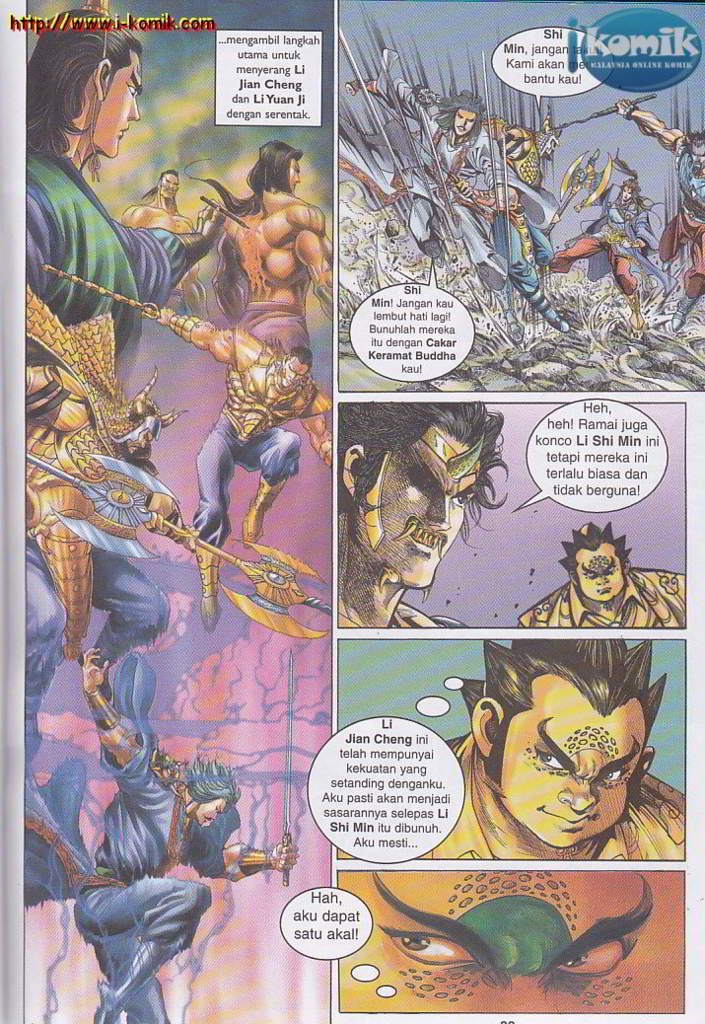 http://www.i-komik.com
...mengambil langkah
utama untuk
menyerang Li
Jian Cheng
dan Li Yuan Ji
dengan serentak.
ikomik
MALAYSIA ONLINE KOMIK
Shi
Min, jangan
Kami akan
bantu kau!
Shi
Min! Jangan kau
lembut hati lagi!
Bunuhlah mereka
itu dengan Cakar
Keramat Buddha
kau!
Heh,
heh! Ramai juga
konco Li Shi Min ini
tetapi mereka ini
terlalu biasa dan
tidak berguna!
Li
Jian Cheng ini
telah mempunyai
kekuatan yang
setanding denganku.
Aku pasti akan menjadi
sasarannya selepas Li
Shi Min itu dibunuh.
Aku mesti...
Hah,
aku dapat
satu akal!